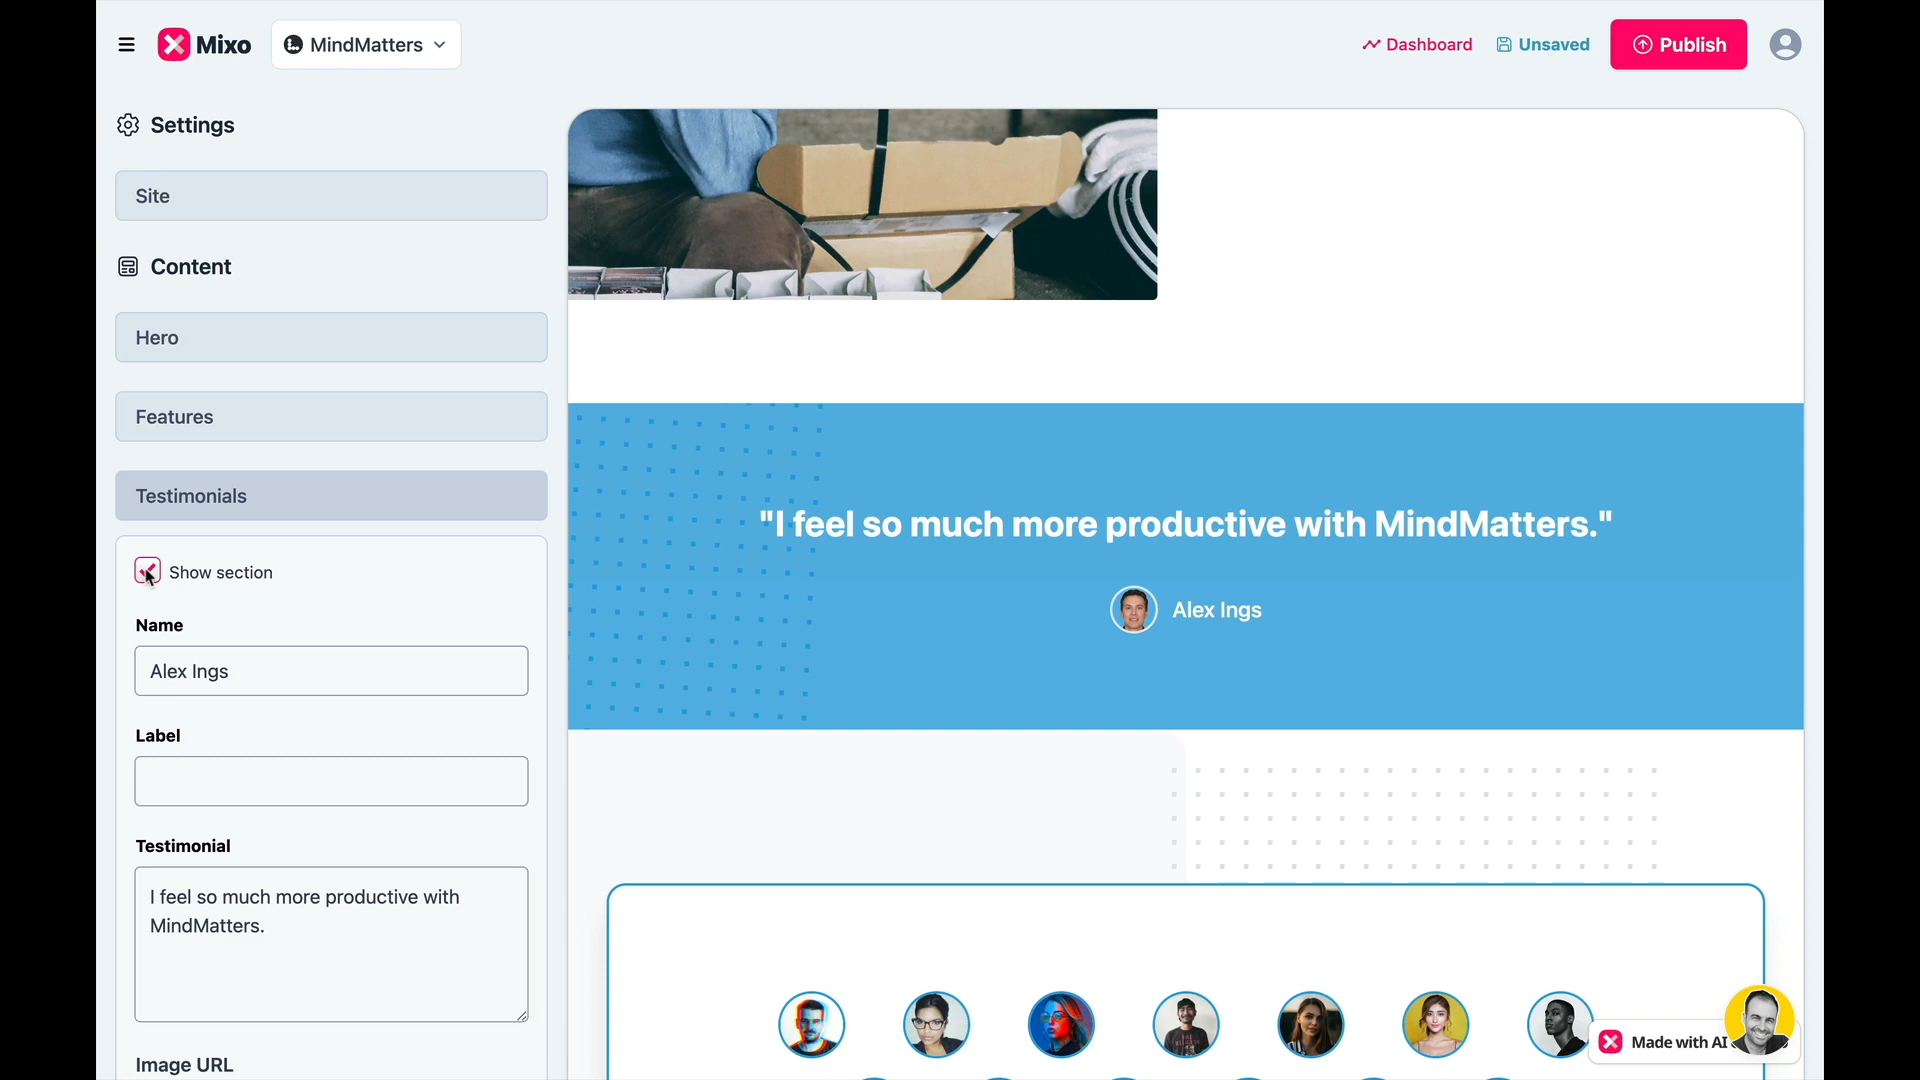 Mixo
MindMatters
Dashboard
Unsaved
Publish
Settings
Site
Content
Hero
Features
Testimonials
Show section
Name
Alex Ings
Label
Testimonial
I feel so much more productive with
MindMatters.
Image URL
"I feel so much more productive with MindMatters."
Alex Ings
Made with AI